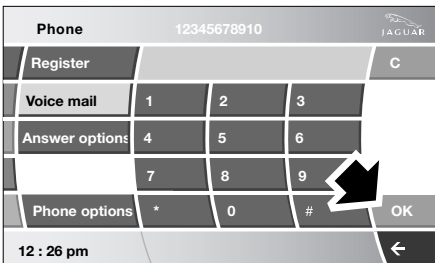 Phone 12345678910 JAGUAR
Register C
Voice mail 1 2 3
Answer options 4 5 6
7 8 9
Phone options * 0 # OK
12 : 26 pm